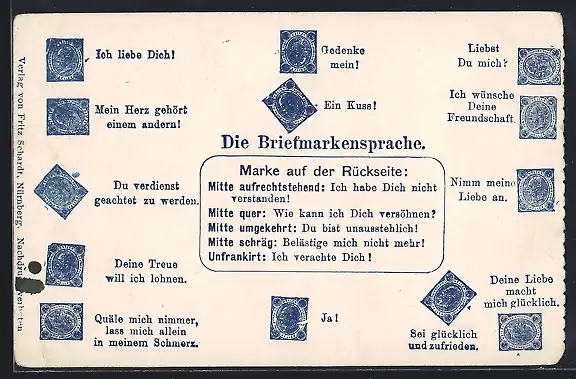 Ich liebe Dich!
Gedenke
mein!
Liebst
Du mich?
Mein Herz gehört
einem andern!
Ein Kuss!
Ich wünsche
Deine
Freundschaft.
Die Briefmarkensprache.
Du verdienst
geachtet zu werden.
Marke auf der Rückseite:
Mitte aufrechtstehend: Ich habe Dich nicht
verstanden!
Mitte quer: Wie kann ich Dich versöhnen?
Mitte umgekehrt: Du bist unausstehlich!
Mitte schräg: Belästige mich nicht mehr!
Unfrankirt: Ich verachte Dich!
Nimm meine
Liebe an.
Deine Treue
will ich lohnen.
Deine Liebe
macht
mich glücklich.
Quäle mich nimmer,
lass mich allein
in meinem Schmerz.
Ja!
Sei glücklich
und zufrieden.
Verlag von Fritz Schardt, Nürnberg. Nachdruck verboten